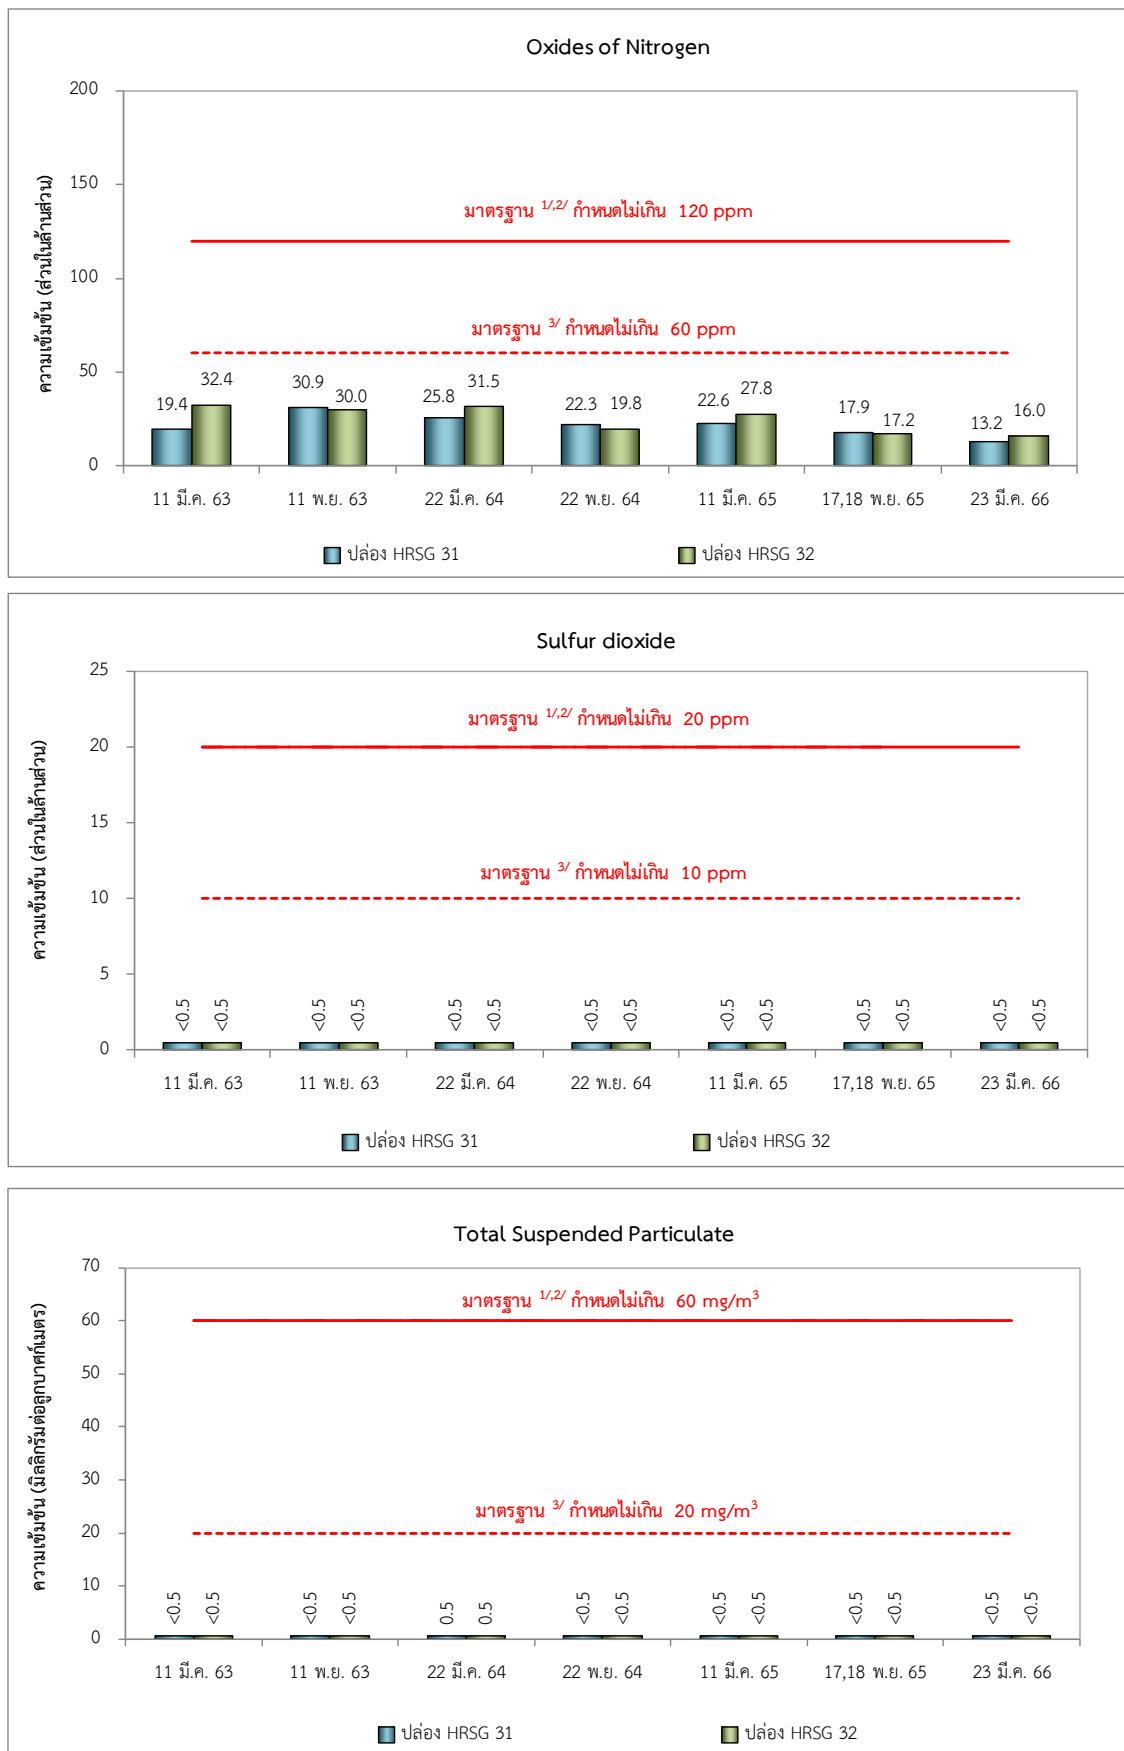 Oxides of Nitrogen
ความเข้มข้น (ส่วนในล้านส่วน)
200
150
100
50
0
มาตรฐาน 1/,2/ กำหนดไม่เกิน 120 ppm
มาตรฐาน 3/ กำหนดไม่เกิน 60 ppm
19.4 32.4 30.9 30.0 25.8 31.5 22.3 19.8 22.6 27.8 17.9 17.2 13.2 16.0
11 มี.ค. 63 11 พ.ย. 63 22 มี.ค. 64 22 พ.ย. 64 11 มี.ค. 65 17,18 พ.ย. 65 23 มี.ค. 66
ปล่อง HRSG 31 ปล่อง HRSG 32
Sulfur dioxide
ความเข้มข้น (ส่วนในล้านส่วน)
25
20
15
10
5
0
มาตรฐาน 1/,2/ กำหนดไม่เกิน 20 ppm
มาตรฐาน 3/ กำหนดไม่เกิน 10 ppm
<0.5 <0.5 <0.5 <0.5 <0.5 <0.5 <0.5 <0.5 <0.5 <0.5 <0.5 <0.5 <0.5 <0.5
11 มี.ค. 63 11 พ.ย. 63 22 มี.ค. 64 22 พ.ย. 64 11 มี.ค. 65 17,18 พ.ย. 65 23 มี.ค. 66
ปล่อง HRSG 31 ปล่อง HRSG 32
Total Suspended Particulate
ความเข้มข้น (มิลลิกรัมต่อลูกบาศก์เมตร)
70
60
50
40
30
20
10
0
มาตรฐาน 1/,2/ กำหนดไม่เกิน 60 mg/m³
มาตรฐาน 3/ กำหนดไม่เกิน 20 mg/m³
<0.5 <0.5 <0.5 <0.5 0.5 0.5 <0.5 <0.5 <0.5 <0.5 <0.5 <0.5 <0.5 <0.5
11 มี.ค. 63 11 พ.ย. 63 22 มี.ค. 64 22 พ.ย. 64 11 มี.ค. 65 17,18 พ.ย. 65 23 มี.ค. 66
ปล่อง HRSG 31 ปล่อง HRSG 32